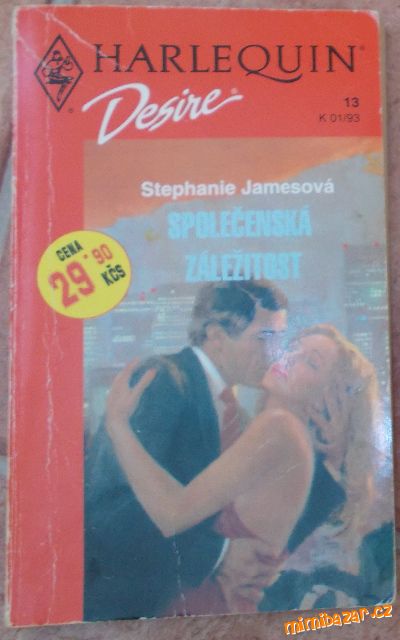 HARLEQUIN®
Desire®
13
K 01/93
Stephanie Jamesová
SPOLEČENSKÁ
ZÁLEŽITOST
CENA
29.90
KČS
mimibazar.cz